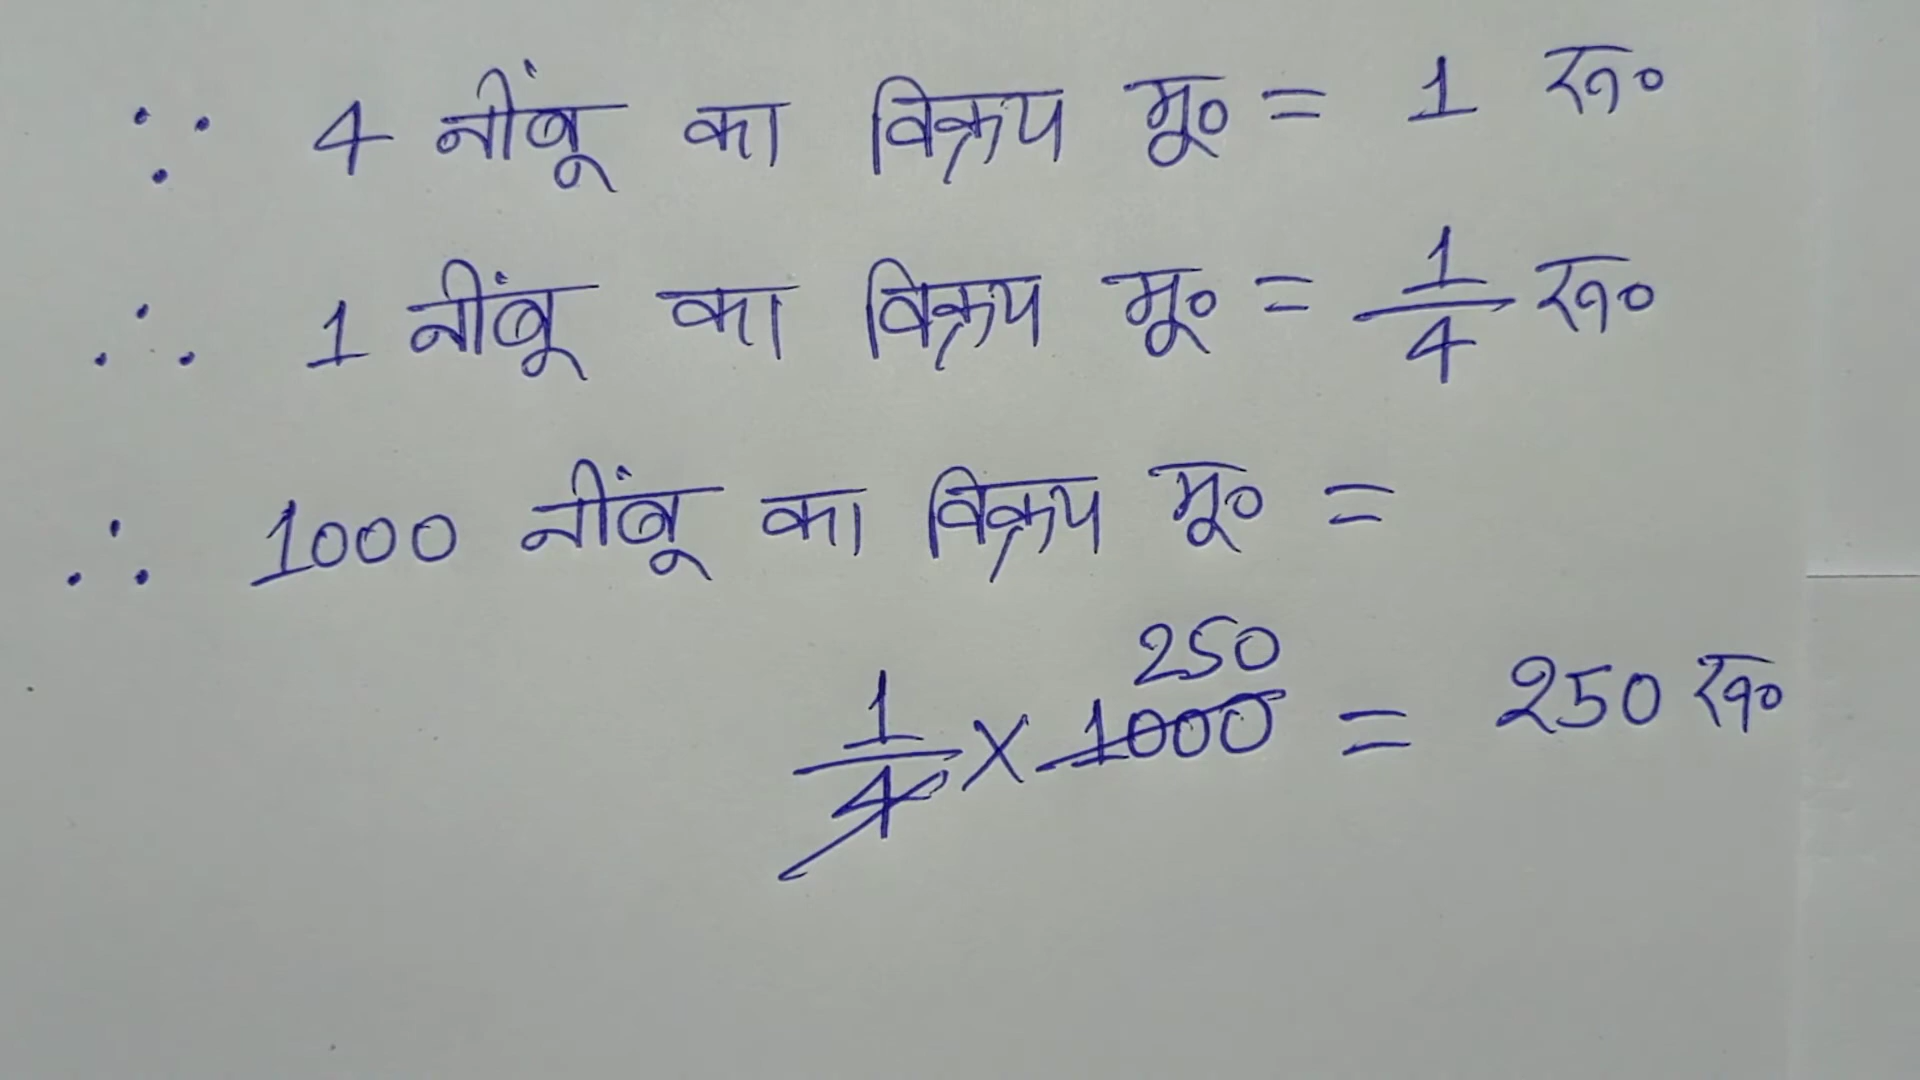 ∵ 4 नींबू का विक्रय मू० = 1 रू०
∴ 1 नींबू का विक्रय मू० = 1/4 रू०
∴ 1000 नींबू का विक्रय मू० =
250
1/4 × 1000 = 250 रू०